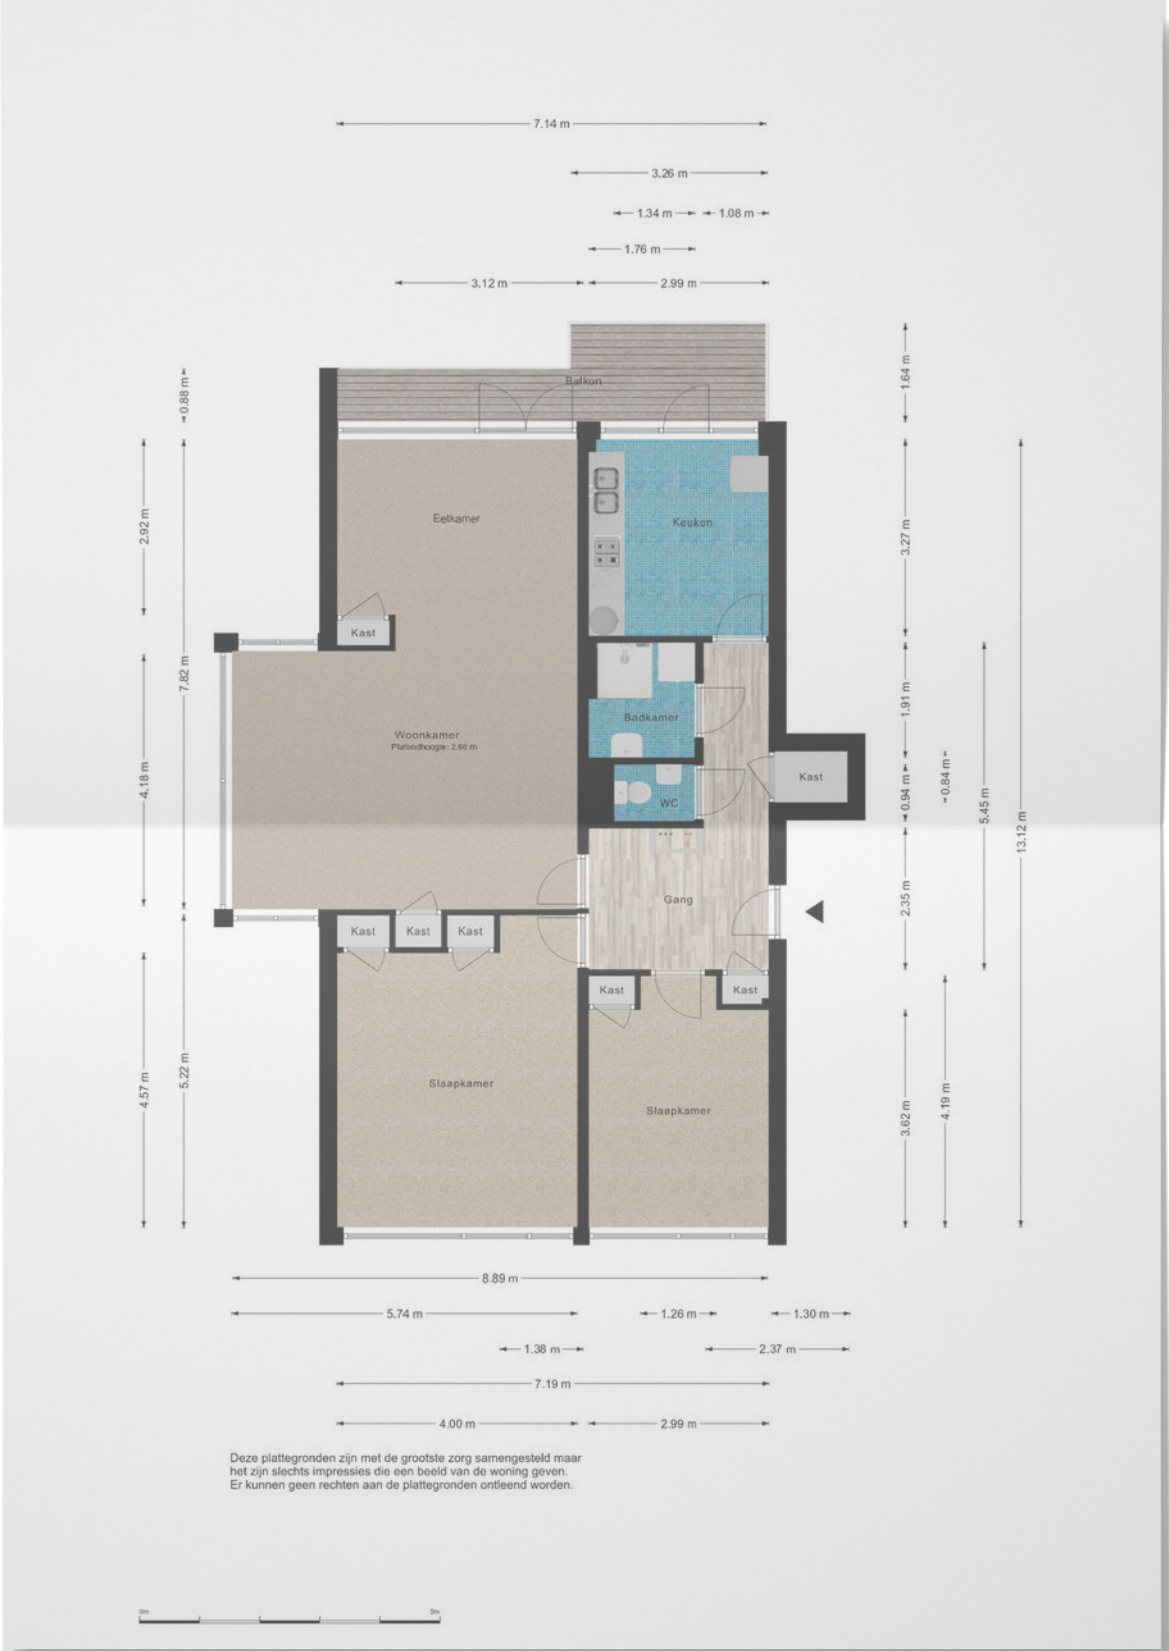 7.14 m
3.26 m
1.34 m
1.08 m
1.76 m
3.12 m
2.99 m
1.64 m
0.88 m
Balkon
2.92 m
7.82 m
Eetkamer
Keuken
3.27 m
13.12 m
Kast
4.18 m
Woonkamer
Plafondhoogte: 2.60 m
Badkamer
1.91 m
5.45 m
Kast
0.94 m
0.84 m
WC
Gang
2.35 m
Kast
Kast
Kast
Kast
Kast
4.57 m
5.22 m
Slaapkamer
Slaapkamer
3.62 m
4.19 m
8.89 m
5.74 m
1.26 m
1.30 m
1.38 m
2.37 m
7.19 m
4.00 m
2.99 m
Deze plattegronden zijn met de grootste zorg samengesteld maar
het zijn slechts impressies die een beeld van de woning geven.
Er kunnen geen rechten aan de plattegronden ontleend worden.
0m
5m